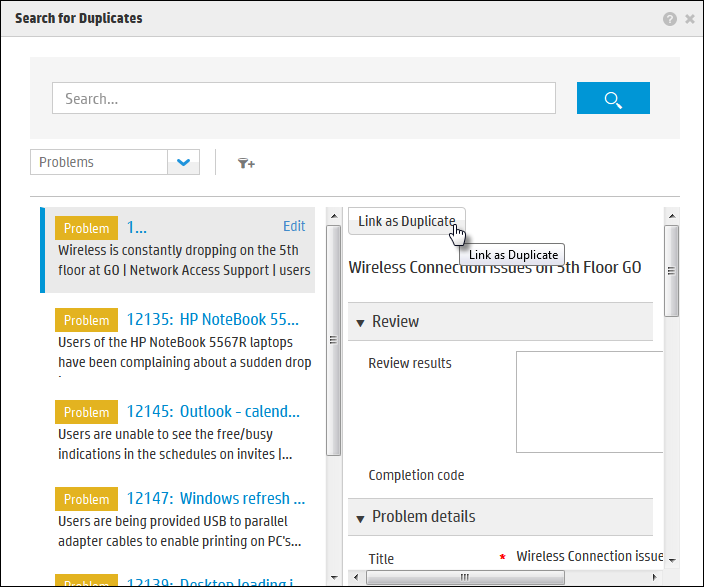 Search for Duplicates
Search...
Problems
Problem 1... Edit
Wireless is constantly dropping on the 5th
floor at GO | Network Access Support | users
Problem 12135: HP NoteBook 55...
Users of the HP NoteBook 5567R laptops
have been complaining about a sudden drop
Problem 12145: Outlook - calend...
Users are unable to see the free/busy
indications in the schedules on invites |...
Problem 12147: Windows refresh ...
Users are being provided USB to parallel
adapter cables to enable printing on PC's...
Problem 12139: Desktop loading i
Link as Duplicate
Link as Duplicate
Wireless Connection Issues on 5th Floor GO
Review
Review results
Completion code
Problem details
Title * Wireless Connection issue